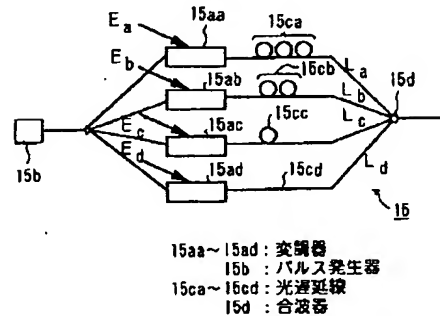 Ea
15aa
15ca
Eb
15cb
La
15ab
Lb
15d
Ec
15cc
Lc
15ac
Ed
Ld
15b
15ad
15cd
15
15aa～15ad : 変調器
15b : パルス発生器
15ca～15cd : 光遅延線
15d : 合波器